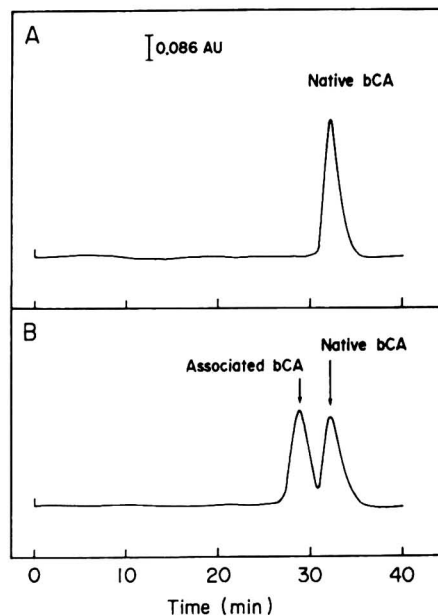 A
0.086 AU
Native bCA
B
Native bCA
Associated bCA
0 10 20 30 40
Time (min)